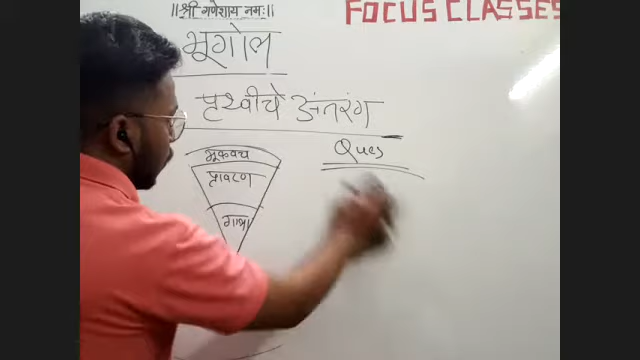 ॥श्री गणेशाय नमः॥
FOCUS CLASSES
भूगोल
पृथ्वीचे अंतरंग
भूकवच
प्रावरण
गाभा
Ques